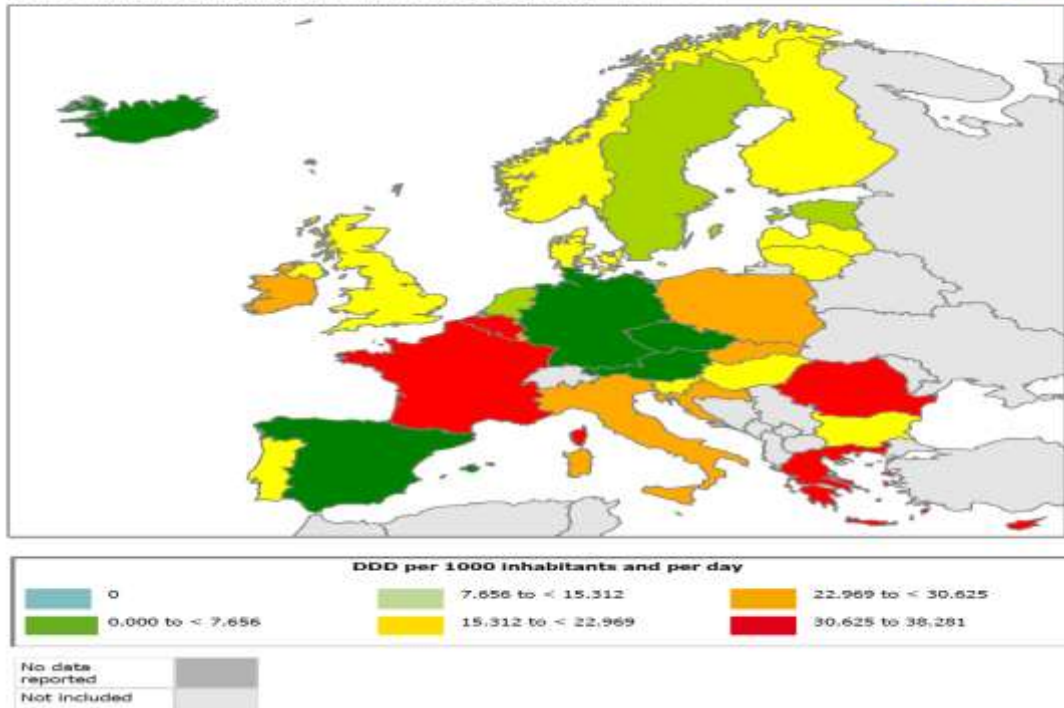 DDD per 1000 inhabitants and per day
0
7.656 to < 15.312
22.969 to < 30.625
0.000 to < 7.656
15.312 to < 22.969
30.625 to 38.281
No data
reported
Not included